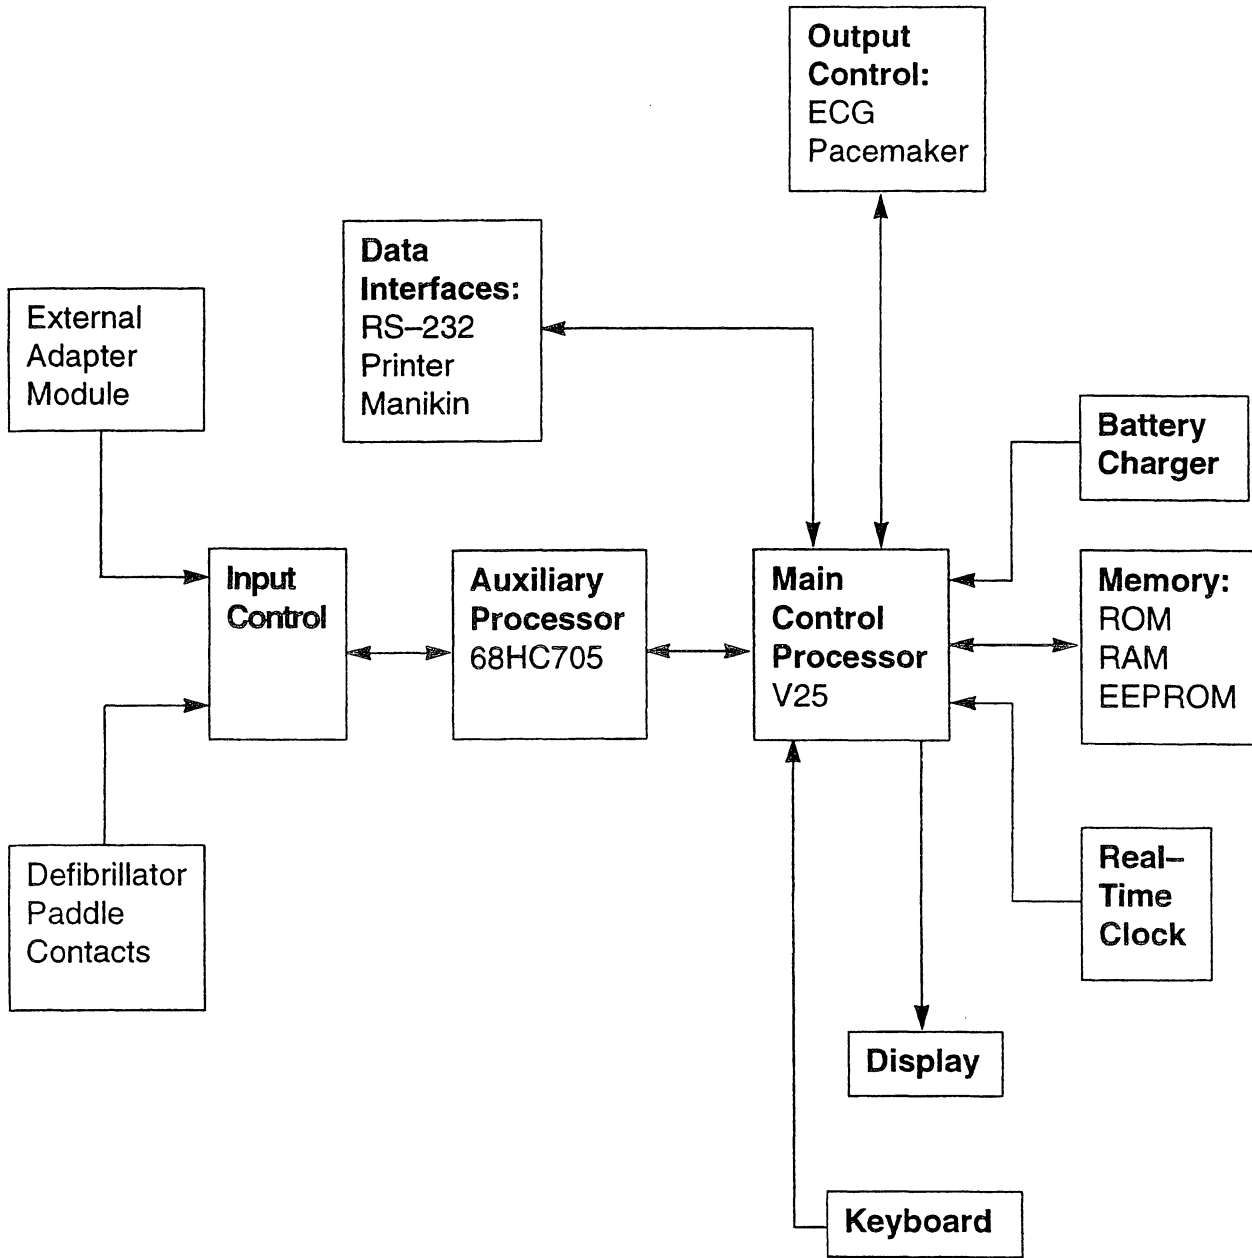 Output
Control:
ECG
Pacemaker
Data
Interfaces:
RS–232
Printer
Manikin
External
Adapter
Module
Battery
Charger
Input
Control
Auxiliary
Processor
68HC705
Main
Control
Processor
V25
Memory:
ROM
RAM
EEPROM
Defibrillator
Paddle
Contacts
Real–
Time
Clock
Display
Keyboard